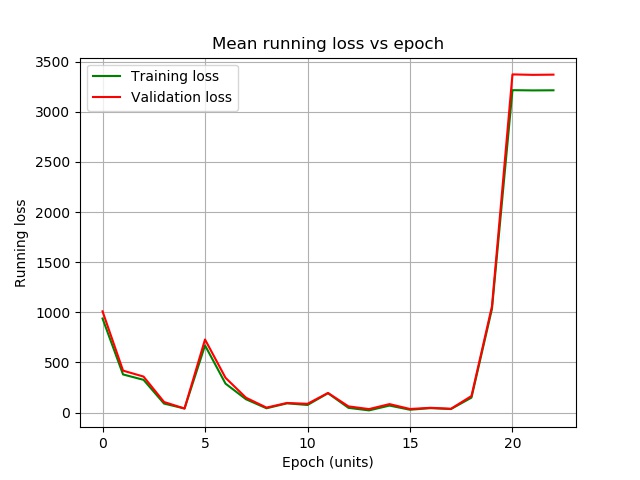 Mean running loss vs epoch
Training loss
Validation loss
3500
3000
2500
2000
1500
1000
500
0
Running loss
0 5 10 15 20
Epoch (units)